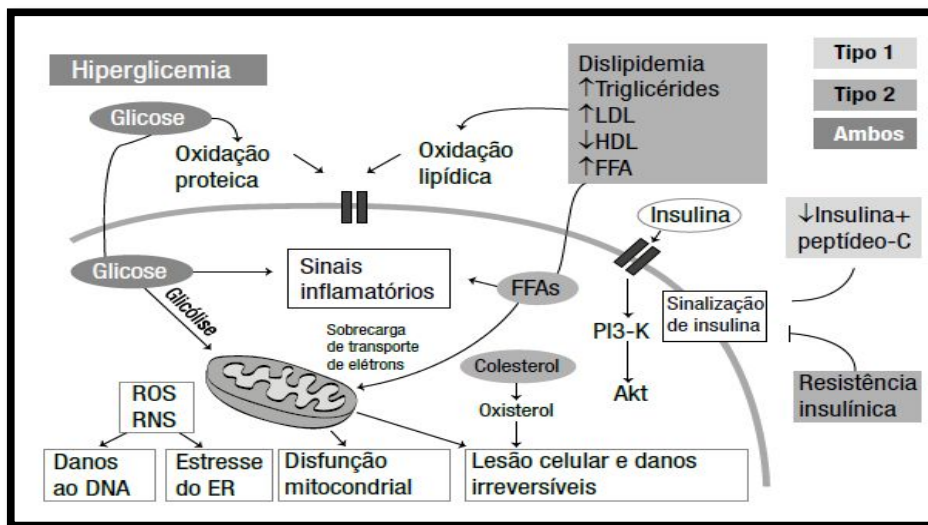 Hiperglicemia
Glicose
Oxidação
proteica
Oxidação
lipídica
Dislipidemia
↑Triglicérides
↑LDL
↓HDL
↑FFA
Tipo 1
Tipo 2
Ambos
Insulina
↓Insulina+
peptídeo-C
Glicose
Glicólise
Sinais
inflamatórios
FFAs
PI3-K
Akt
Sinalização
de insulina
Resistência
insulínica
Sobrecarga
de transporte
de elétrons
Colesterol
Oxisterol
ROS
RNS
Danos
ao DNA
Estresse
do ER
Disfunção
mitocondrial
Lesão celular e danos
irreversíveis